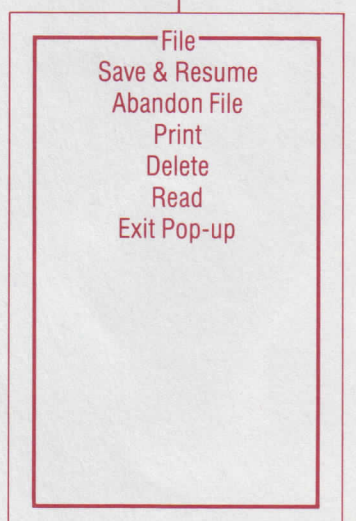 File
Save & Resume
Abandon File
Print
Delete
Read
Exit Pop-up